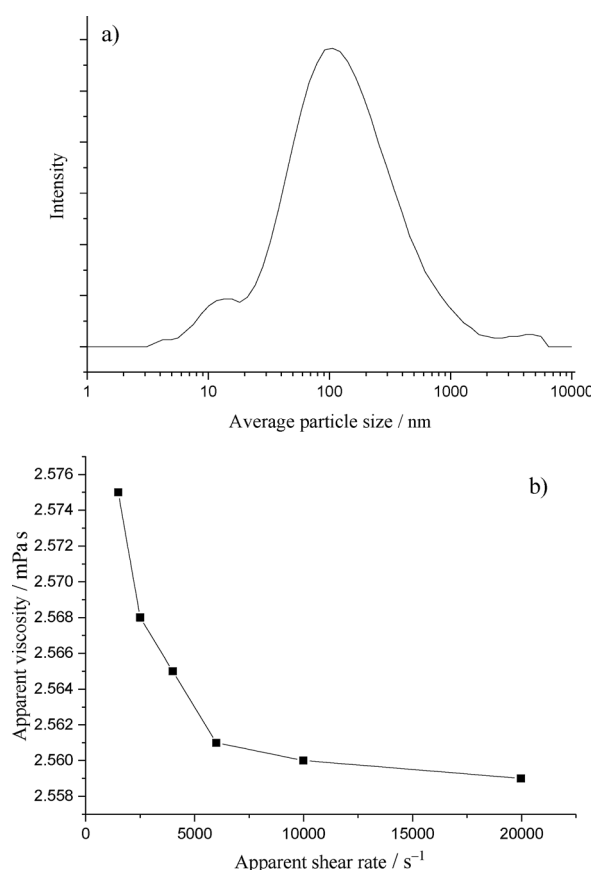 a)
Intensity
1 10 100 1000 10000
Average particle size / nm
b)
2.576
2.574
2.572
2.570
2.568
2.566
2.564
2.562
2.560
2.558
Apparent viscosity / mPa s
0 5000 10000 15000 20000
Apparent shear rate / s⁻¹